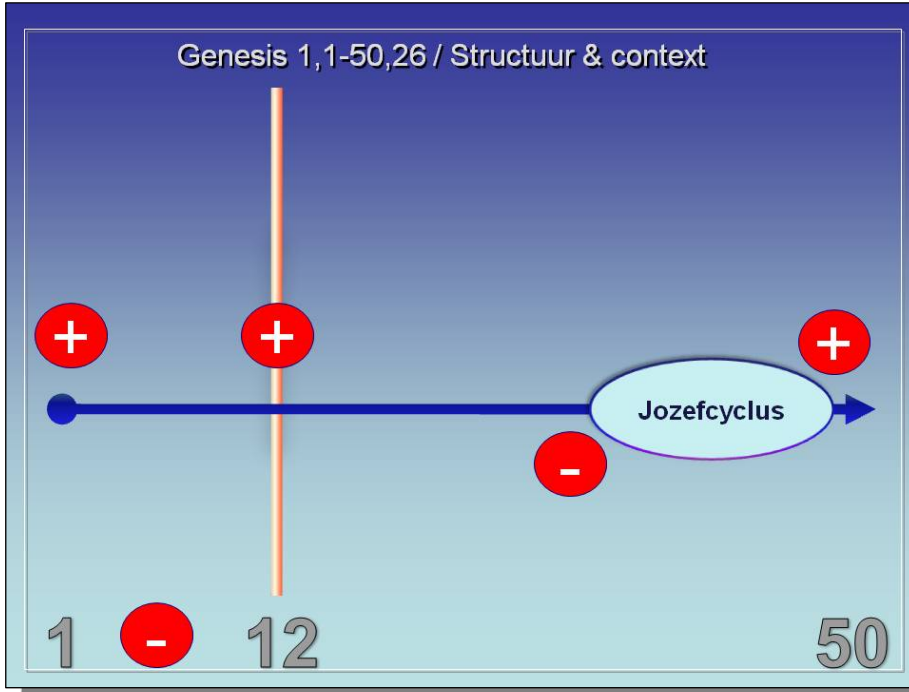 Genesis 1,1-50,26 / Structuur & context
+ + +
Jozefcyclus
-
1 - 12 50